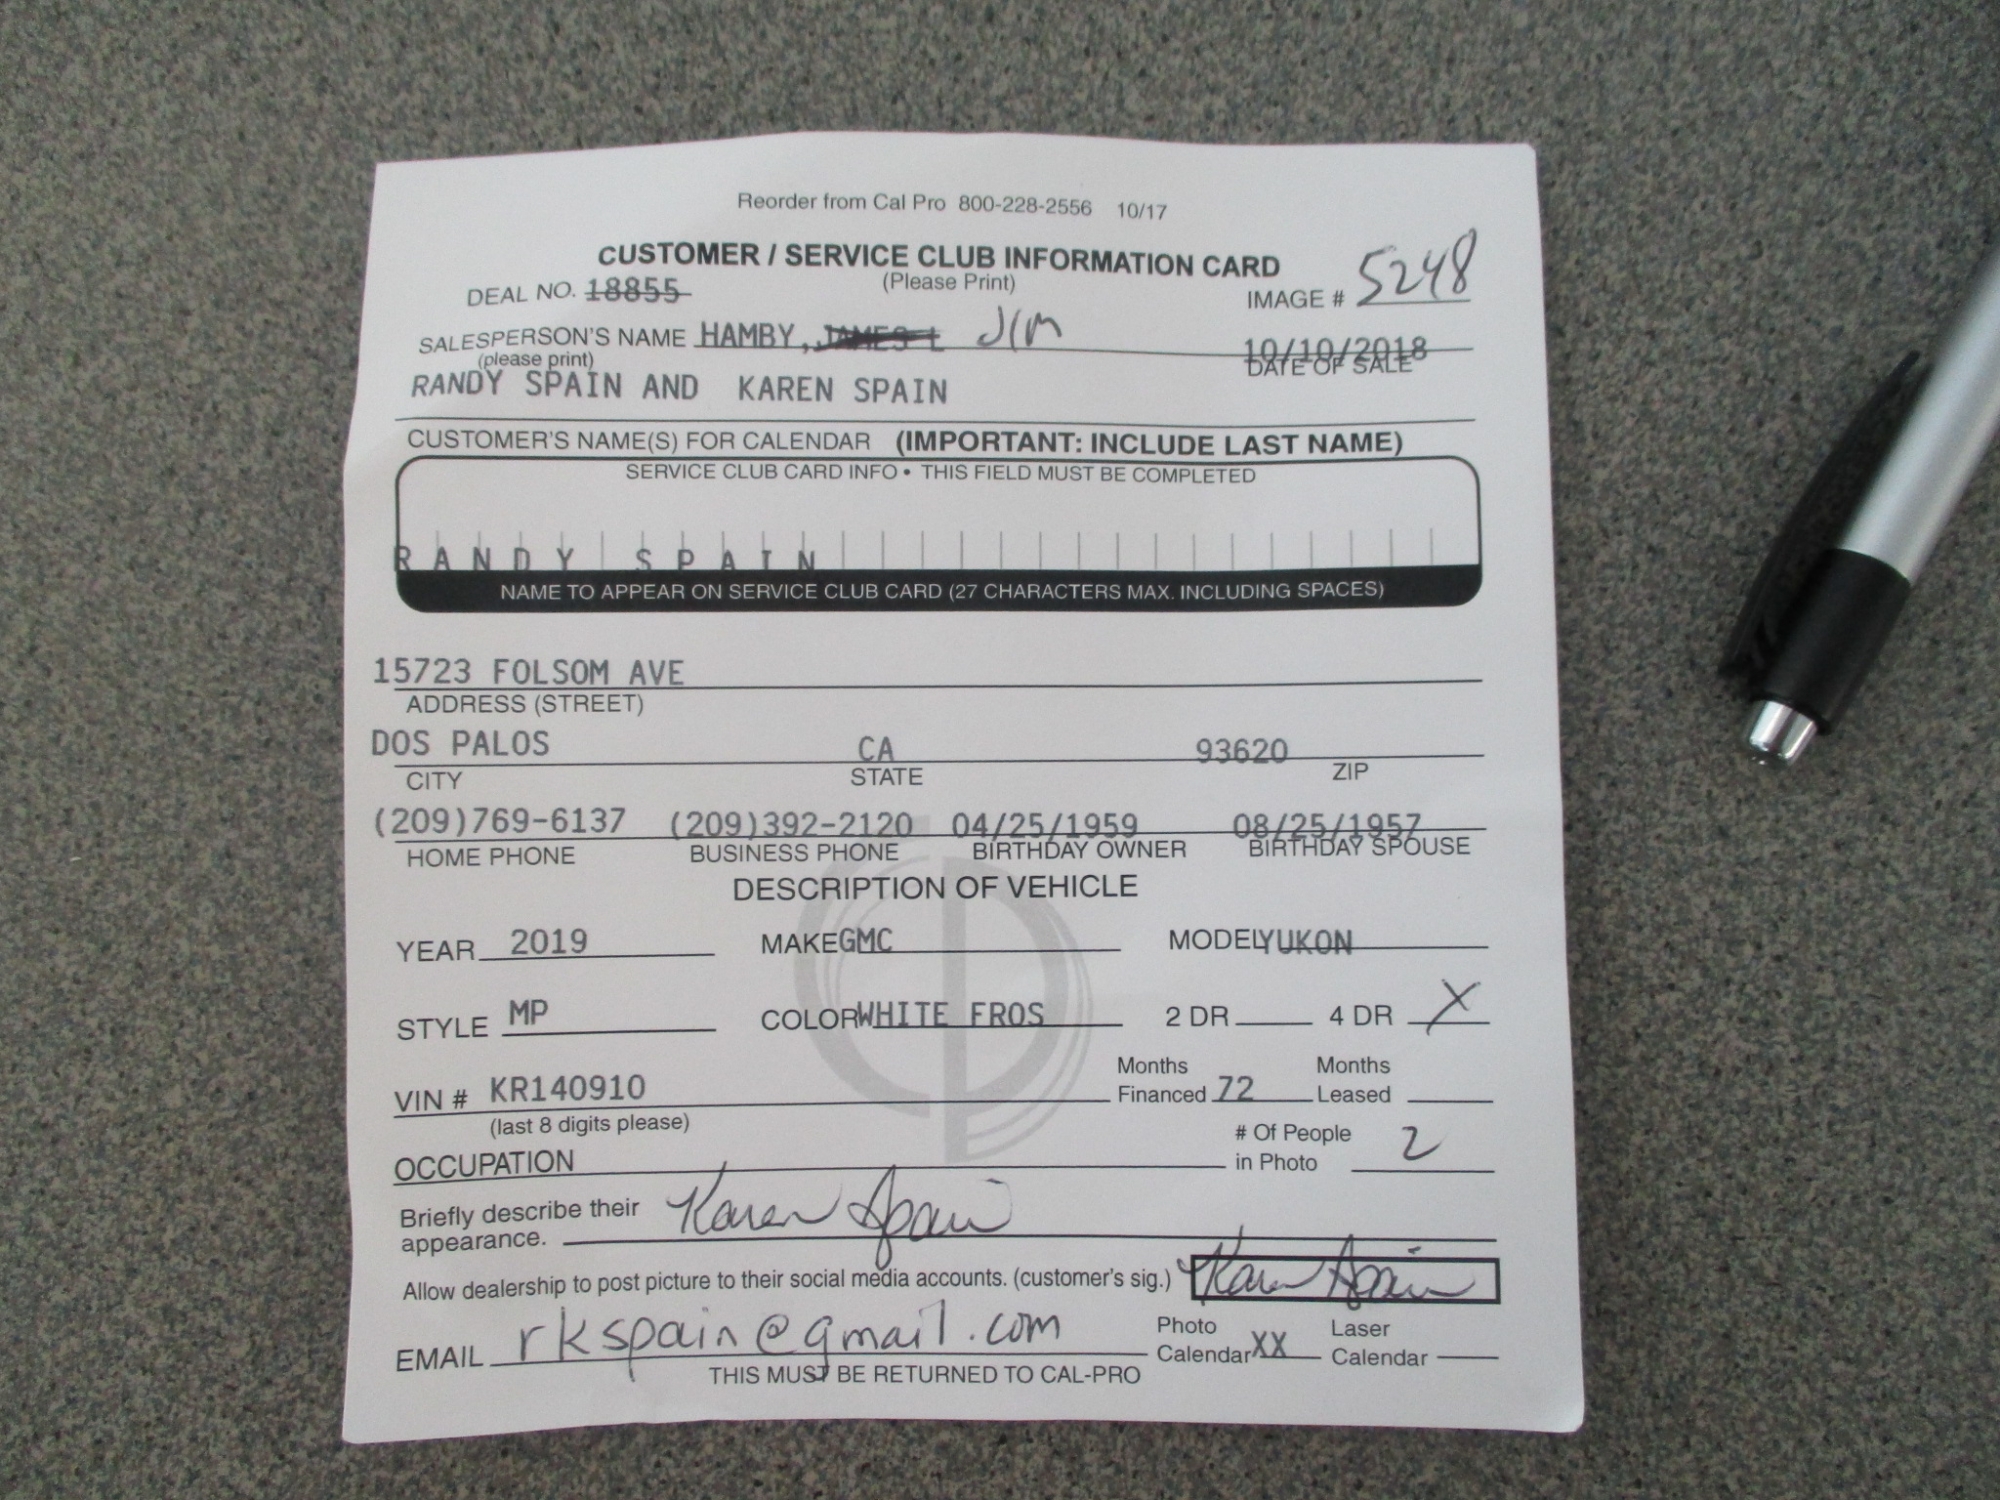 Reorder from Cal Pro 800-228-2556 10/17
CUSTOMER / SERVICE CLUB INFORMATION CARD
(Please Print)
DEAL NO. 18855 IMAGE # 5248
SALESPERSON'S NAME HAMBY, JAMES L JIM 10/10/2018
(please print) DATE OF SALE
RANDY SPAIN AND KAREN SPAIN
CUSTOMER'S NAME(S) FOR CALENDAR (IMPORTANT: INCLUDE LAST NAME)
SERVICE CLUB CARD INFO • THIS FIELD MUST BE COMPLETED
RANDY SPAIN
NAME TO APPEAR ON SERVICE CLUB CARD (27 CHARACTERS MAX. INCLUDING SPACES)
15723 FOLSOM AVE
ADDRESS (STREET)
DOS PALOS CA 93620
CITY STATE ZIP
(209)769-6137 (209)392-2120 04/25/1959 08/25/1957
HOME PHONE BUSINESS PHONE BIRTHDAY OWNER BIRTHDAY SPOUSE
DESCRIPTION OF VEHICLE
YEAR 2019 MAKE GMC MODEL YUKON
STYLE MP COLOR WHITE FROS 2 DR 4 DR X
VIN # KR140910 Months Financed 72 Months Leased
(last 8 digits please)
OCCUPATION # Of People in Photo 2
Briefly describe their appearance. Karen Spain
Allow dealership to post picture to their social media accounts. (customer's sig.) Karen Spain
EMAIL rkspain@gmail.com Photo Calendar XX Laser Calendar
THIS MUST BE RETURNED TO CAL-PRO